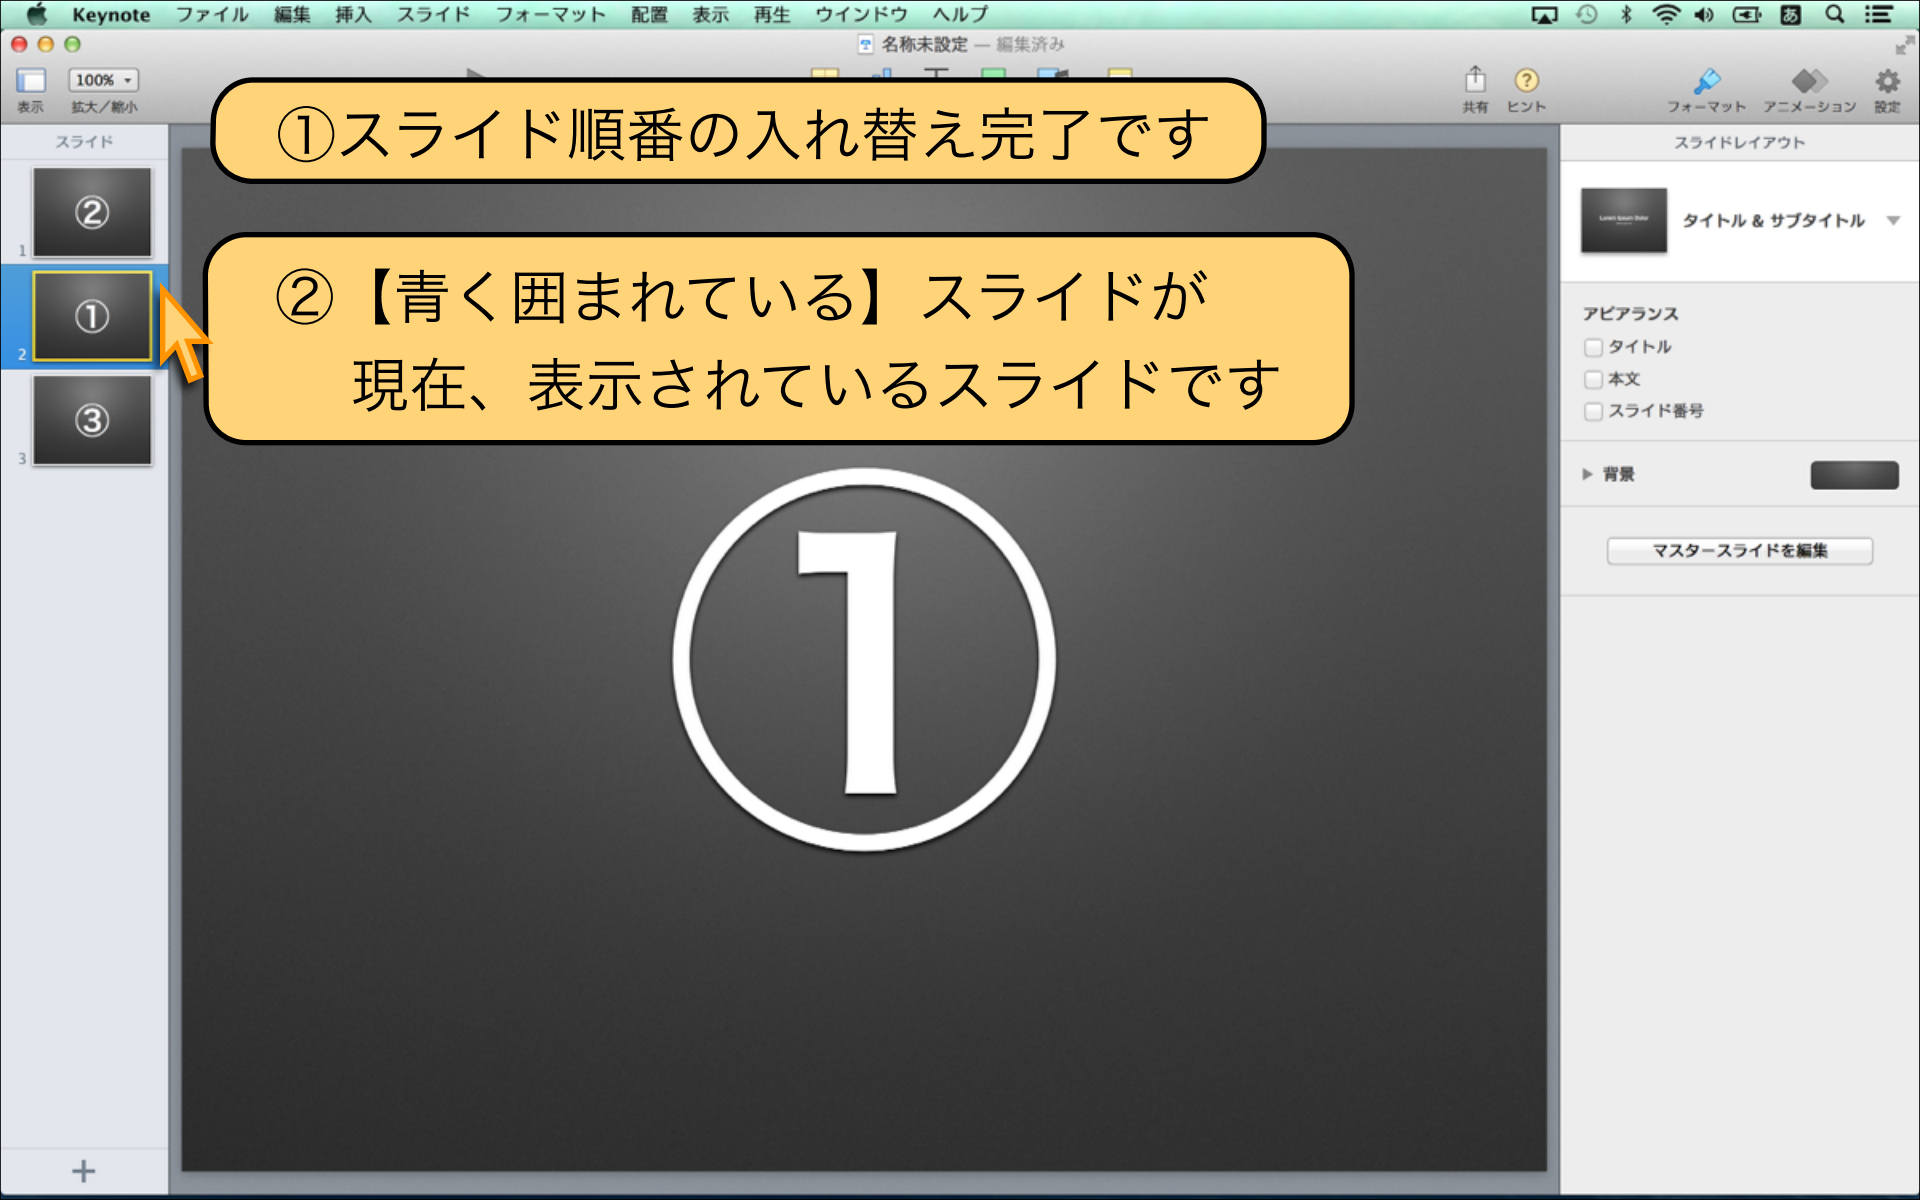 Keynote ファイル 編集 挿入 スライド フォーマット 配置 表示 再生 ウインドウ ヘルプ
あ
名称未設定 — 編集済み
100%
表示 拡大/縮小
共有 ヒント
フォーマット アニメーション 設定
①スライド順番の入れ替え完了です
②【青く囲まれている】スライドが
現在、表示されているスライドです
スライド
②
1
①
2
③
3
①
スライドレイアウト
タイトル & サブタイトル
アピアランス
タイトル
本文
スライド番号
背景
マスタースライドを編集